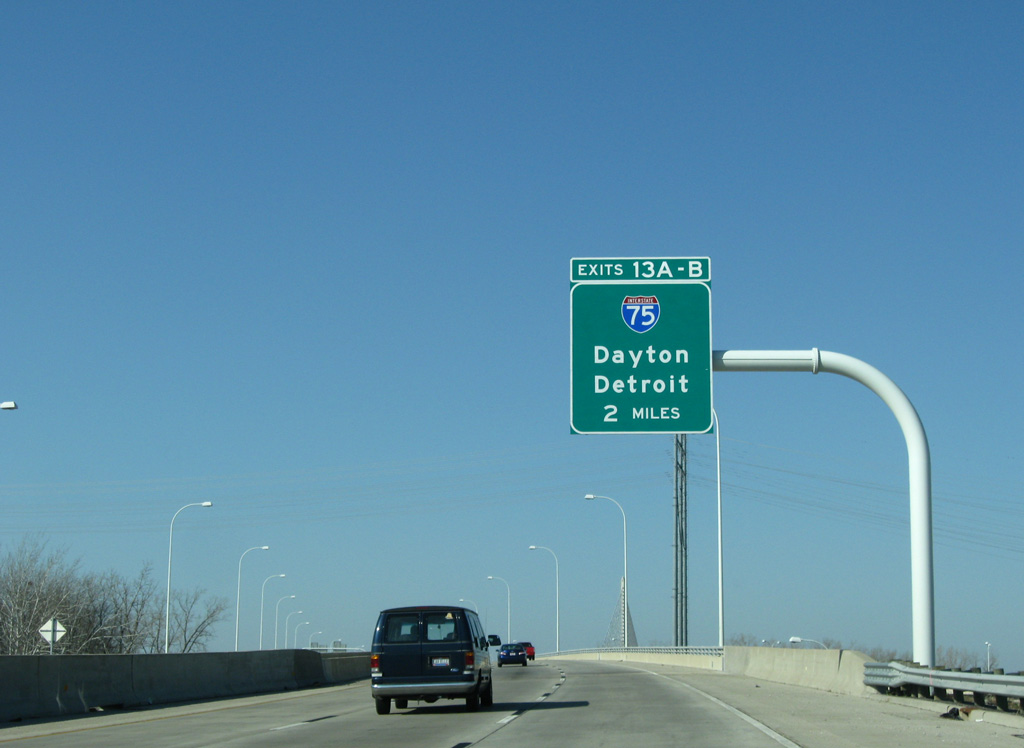 EXITS 13A-B
INTERSTATE
75
Dayton
Detroit
2 MILES